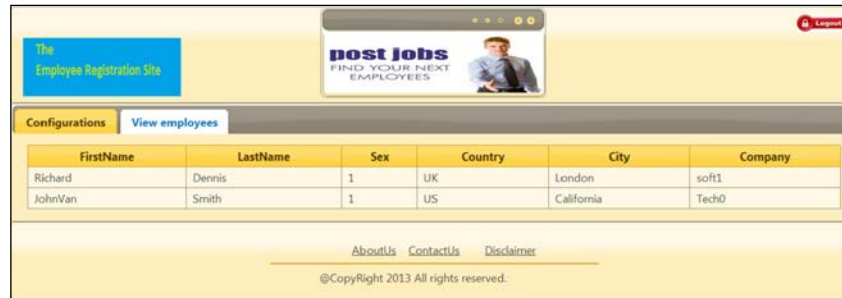 Logout
The
Employee Registration Site
post jobs
FIND YOUR NEXT
EMPLOYEES
Configurations View employees
FirstName LastName Sex Country City Company
Richard Dennis 1 UK London soft1
JohnVan Smith 1 US California Tech0
AboutUs ContactUs Disclaimer
@CopyRight 2013 All rights reserved.